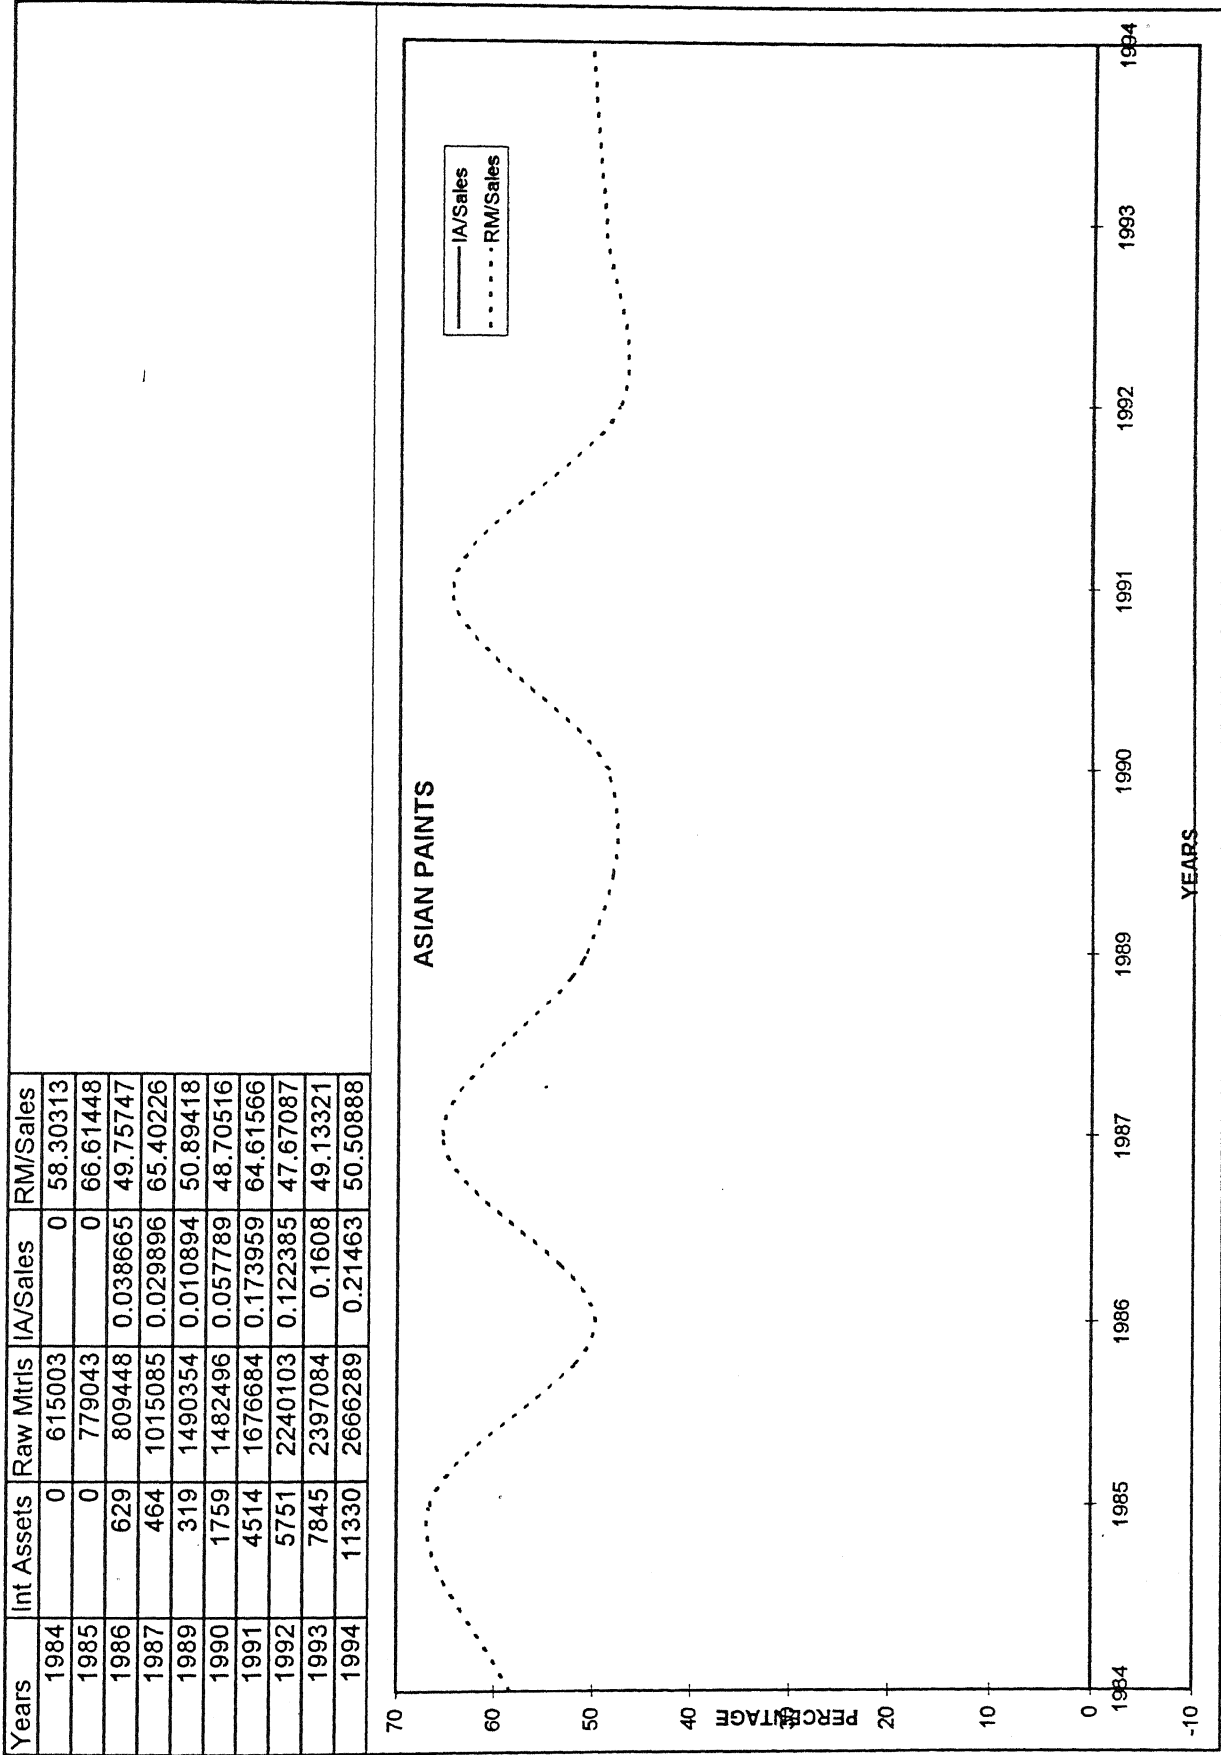 Years Int Assets Raw Mtrls IA/Sales RM/Sales
1984 0 615003 0 58.30313
1985 0 779043 0 66.61448
1986 629 809448 0.038665 49.75747
1987 464 1015085 0.029896 65.40226
1989 319 1490354 0.010894 50.89418
1990 1759 1482496 0.057789 48.70516
1991 4514 1676684 0.173959 64.61566
1992 5751 2240103 0.122385 47.67087
1993 7845 2397084 0.1608 49.13321
1994 11330 2666289 0.21463 50.50888
ASIAN PAINTS
IA/Sales
RM/Sales
70
60
50
PERCENTAGE
30
20
10
0
-10
1984 1985 1986 1987 1989 1990 1991 1992 1993 1994
YEARS